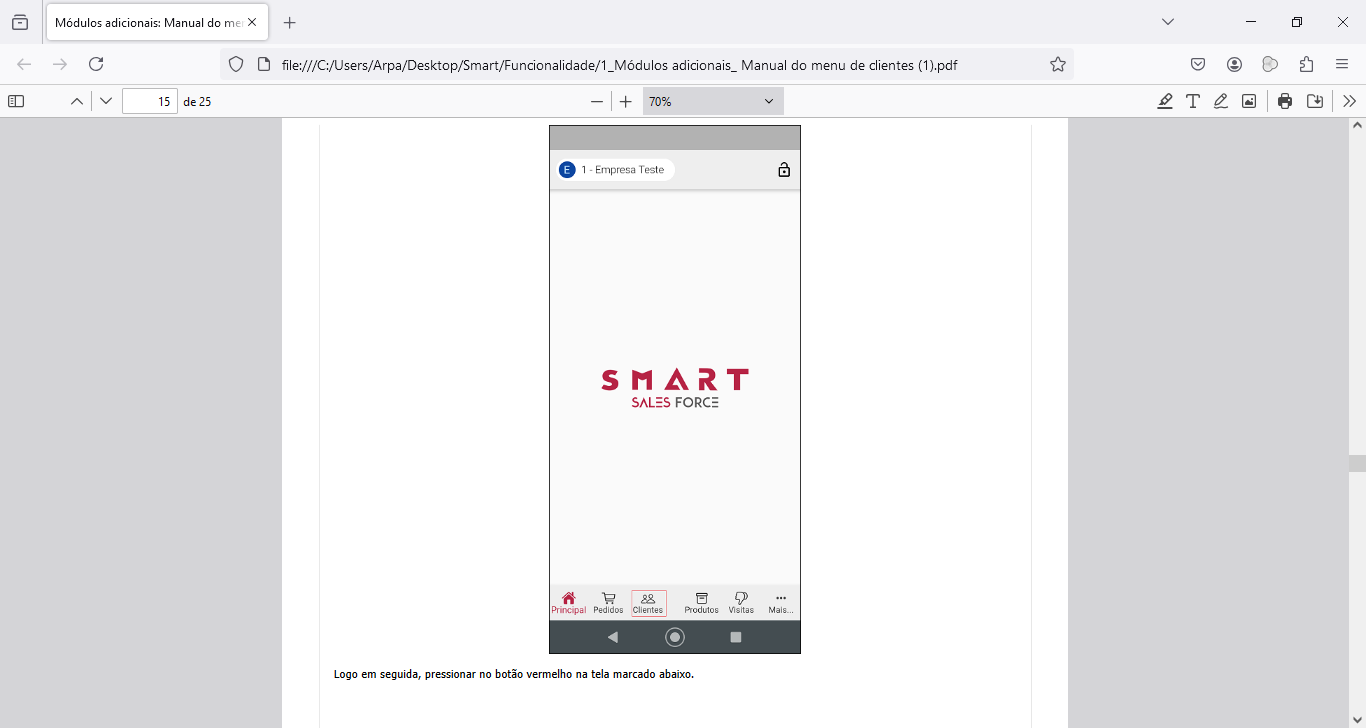 Módulos adicionais: Manual do me
file:///C:/Users/Arpa/Desktop/Smart/Funcionalidade/1_Módulos adicionais_ Manual do menu de clientes (1).pdf
15 de 25
70%
E 1 - Empresa Teste
SMART
SALES FORCE
Principal Pedidos Clientes Produtos Visitas Mais...
Logo em seguida, pressionar no botão vermelho na tela marcado abaixo.